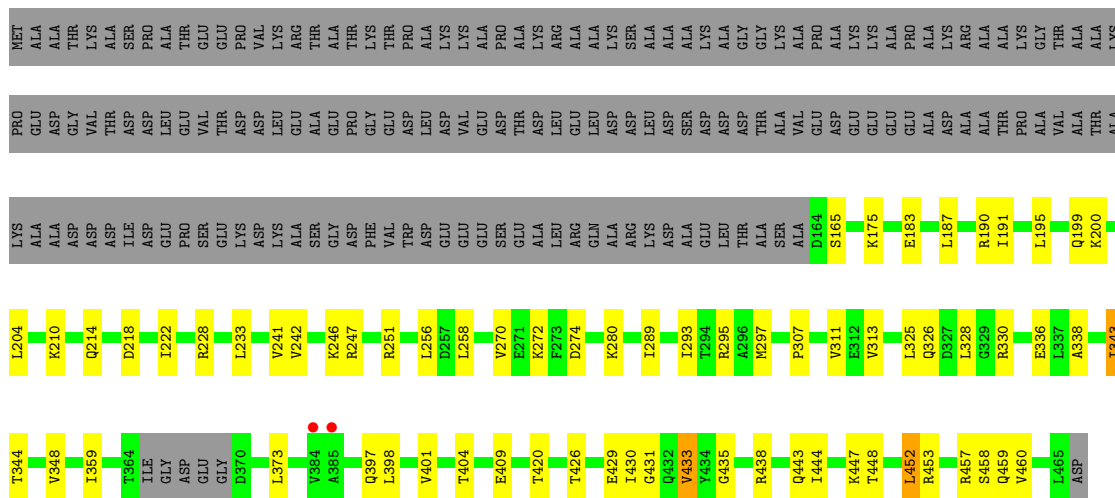 MET ALA ALA THR LYS ALA SER PRO ALA THR GLU GLU PRO VAL LYS ARG THR ALA THR LYS THR PRO ALA LYS LYS ALA PRO ALA LYS ARG ALA ALA LYS SER ALA ALA ALA LYS ALA GLY GLY LYS ALA PRO ALA LYS LYS ALA PRO ALA LYS ARG ALA ALA LYS GLY THR ALA ALA LYS
PRO GLU ASP GLY VAL THR ASP ASP LEU GLU VAL THR ASP ASP LEU GLU ALA GLU PRO GLY GLU ASP LEU ASP VAL GLU ASP THR ASP LEU GLU LEU ASP ASP LEU ASP SER ASP ASP ASP THR ALA VAL GLU ASP GLU GLU GLU GLU ALA ASP ALA ALA THR PRO ALA VAL ALA THR ALA
LYS ALA ALA ASP ASP ASP ILE ASP GLU PRO SER GLU LYS ASP LYS ALA SER GLY ASP PHE VAL TRP ASP GLU GLU GLU SER GLU ALA LEU ARG GLN ALA ARG LYS ASP ALA GLU LEU THR ALA SER ALA D164 S165 K175 E183 L187 R190 I191 L195 Q199 K200
L204 K210 Q214 D218 I222 R228 L233 V241 V242 K246 R247 R251 L256 D257 L258 V270 E271 K272 F273 D274 K280 I289 I293 T294 R295 A296 M297 P307 V311 E312 V313 L325 Q326 D327 L328 G329 R330 E336 L337 A338 I343
T344 V348 I359 T364 ILE GLY ASP GLU GLY D370 L373 V384 A385 Q397 L398 V401 T404 E409 T420 T426 E429 I430 G431 Q432 V433 Y434 G435 R438 Q443 I444 K447 T448 L452 R453 R457 S458 Q459 V460 L465 ASP